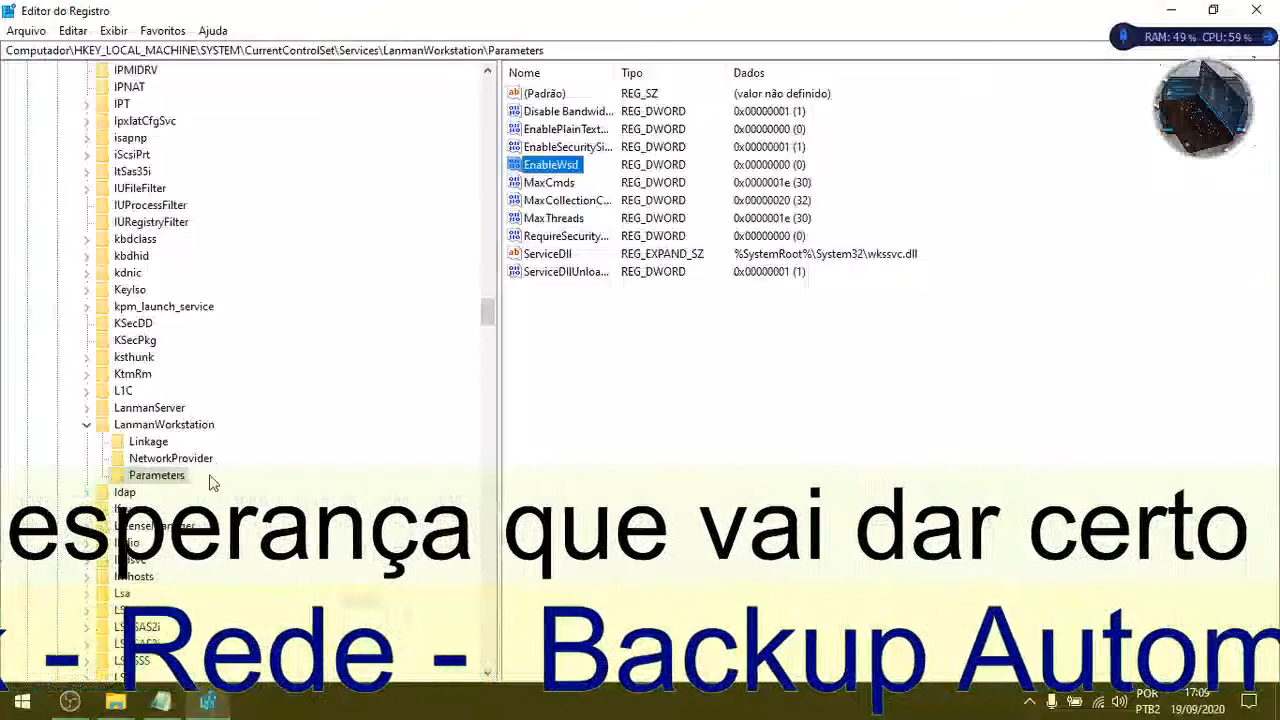 Editor do Registro
Arquivo Editar Exibir Favoritos Ajuda
Computador\HKEY_LOCAL_MACHINE\SYSTEM\CurrentControlSet\Services\LanmanWorkstation\Parameters
RAM: 49 % CPU: 59 %
IPMIDRV
IPNAT
IPT
IpxlatCfgSvc
isapnp
iScsiPrt
ItSas35i
IUFileFilter
IUProcessFilter
IURegistryFilter
kbdclass
kbdhid
kdnic
KeyIso
kpm_launch_service
KSecDD
KSecPkg
ksthunk
KtmRm
L1C
LanmanServer
LanmanWorkstation
Linkage
NetworkProvider
Parameters
ldap
Lsa
Nome Tipo Dados
(Padrão) REG_SZ (valor não definido)
Disable Bandwid... REG_DWORD 0x00000001 (1)
EnablePlainText... REG_DWORD 0x00000000 (0)
EnableSecuritySi... REG_DWORD 0x00000001 (1)
EnableWsd REG_DWORD 0x00000000 (0)
MaxCmds REG_DWORD 0x0000001e (30)
MaxCollectionC... REG_DWORD 0x00000020 (32)
MaxThreads REG_DWORD 0x0000001e (30)
RequireSecurity... REG_DWORD 0x00000000 (0)
ServiceDll REG_EXPAND_SZ %SystemRoot%\System32\wkssvc.dll
ServiceDllUnloa... REG_DWORD 0x00000001 (1)
esperança que vai dar certo
- Rede - Backup Autom
POR 17:09
PTB2 19/09/2020